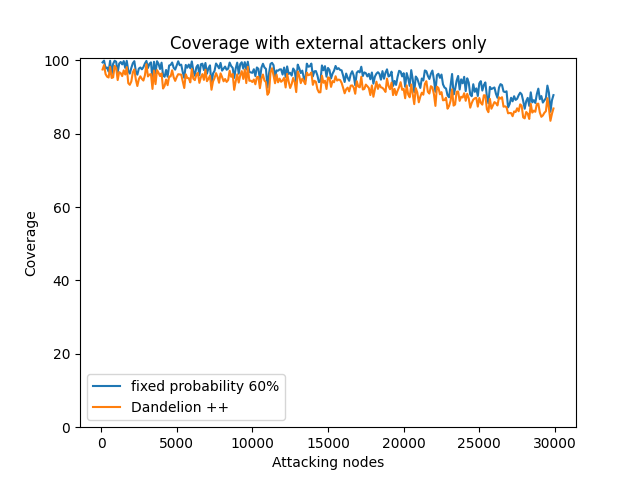 Coverage with external attackers only
100
80
60
40
20
0
Coverage
fixed probability 60%
Dandelion ++
0 5000 10000 15000 20000 25000 30000
Attacking nodes